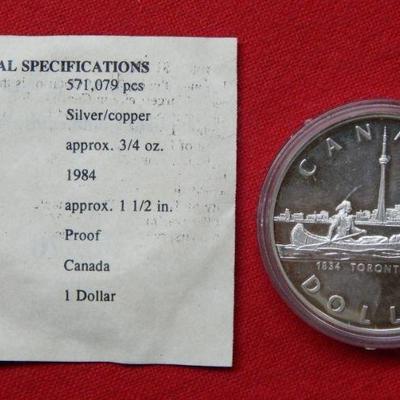 AL SPECIFICATIONS
571,079 pcs
Silver/copper
approx. 3/4 oz.
1984
approx. 1 1/2 in.
Proof
Canada
1 Dollar
CANA
1834 TORONTO
DOLL